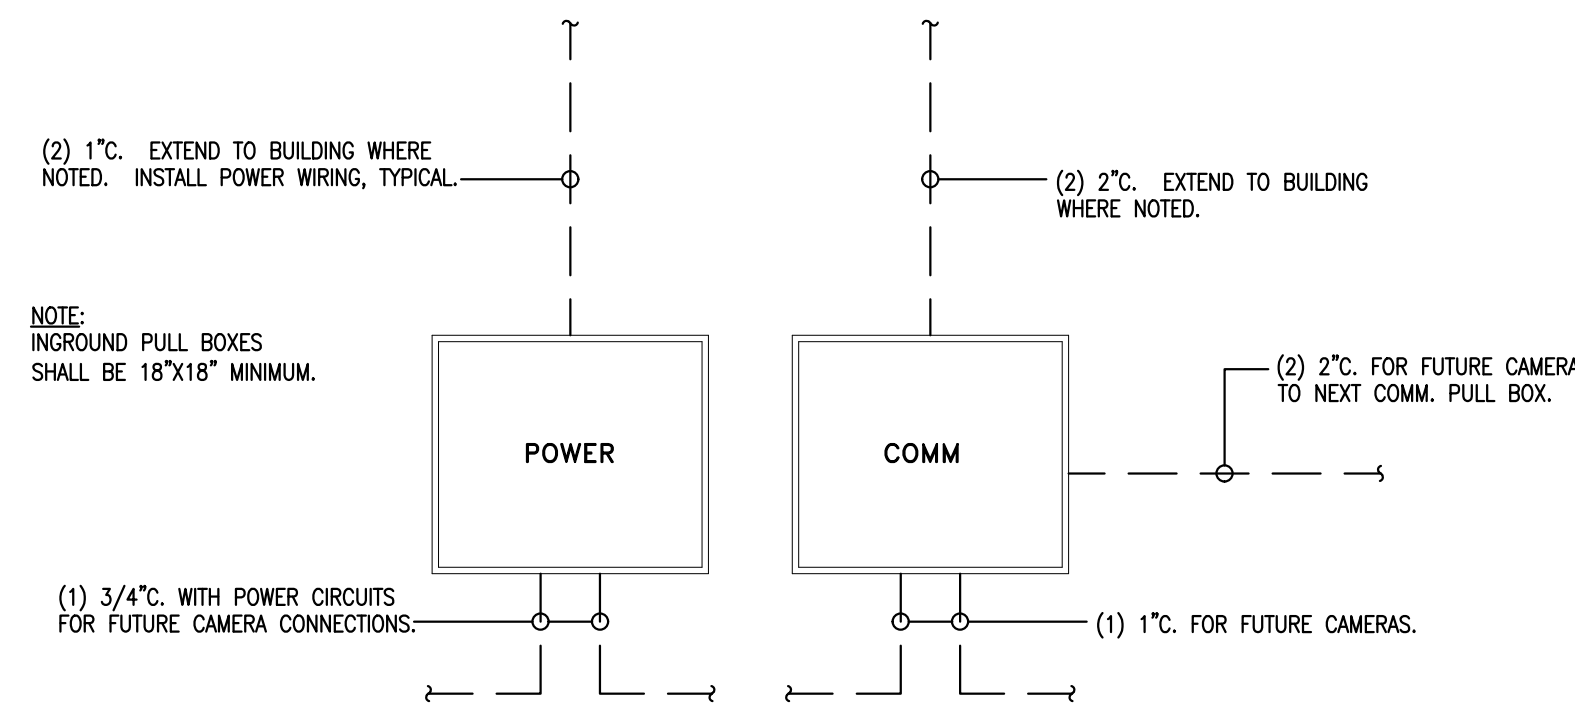 (2) 1"C. EXTEND TO BUILDING WHERE
NOTED. INSTALL POWER WIRING, TYPICAL.
(2) 2"C. EXTEND TO BUILDING
WHERE NOTED.
NOTE:
INGROUND PULL BOXES
SHALL BE 18"X18" MINIMUM.
(2) 2"C. FOR FUTURE CAMERA
TO NEXT COMM. PULL BOX.
POWER
COMM
(1) 3/4"C. WITH POWER CIRCUITS
FOR FUTURE CAMERA CONNECTIONS.
(1) 1"C. FOR FUTURE CAMERAS.